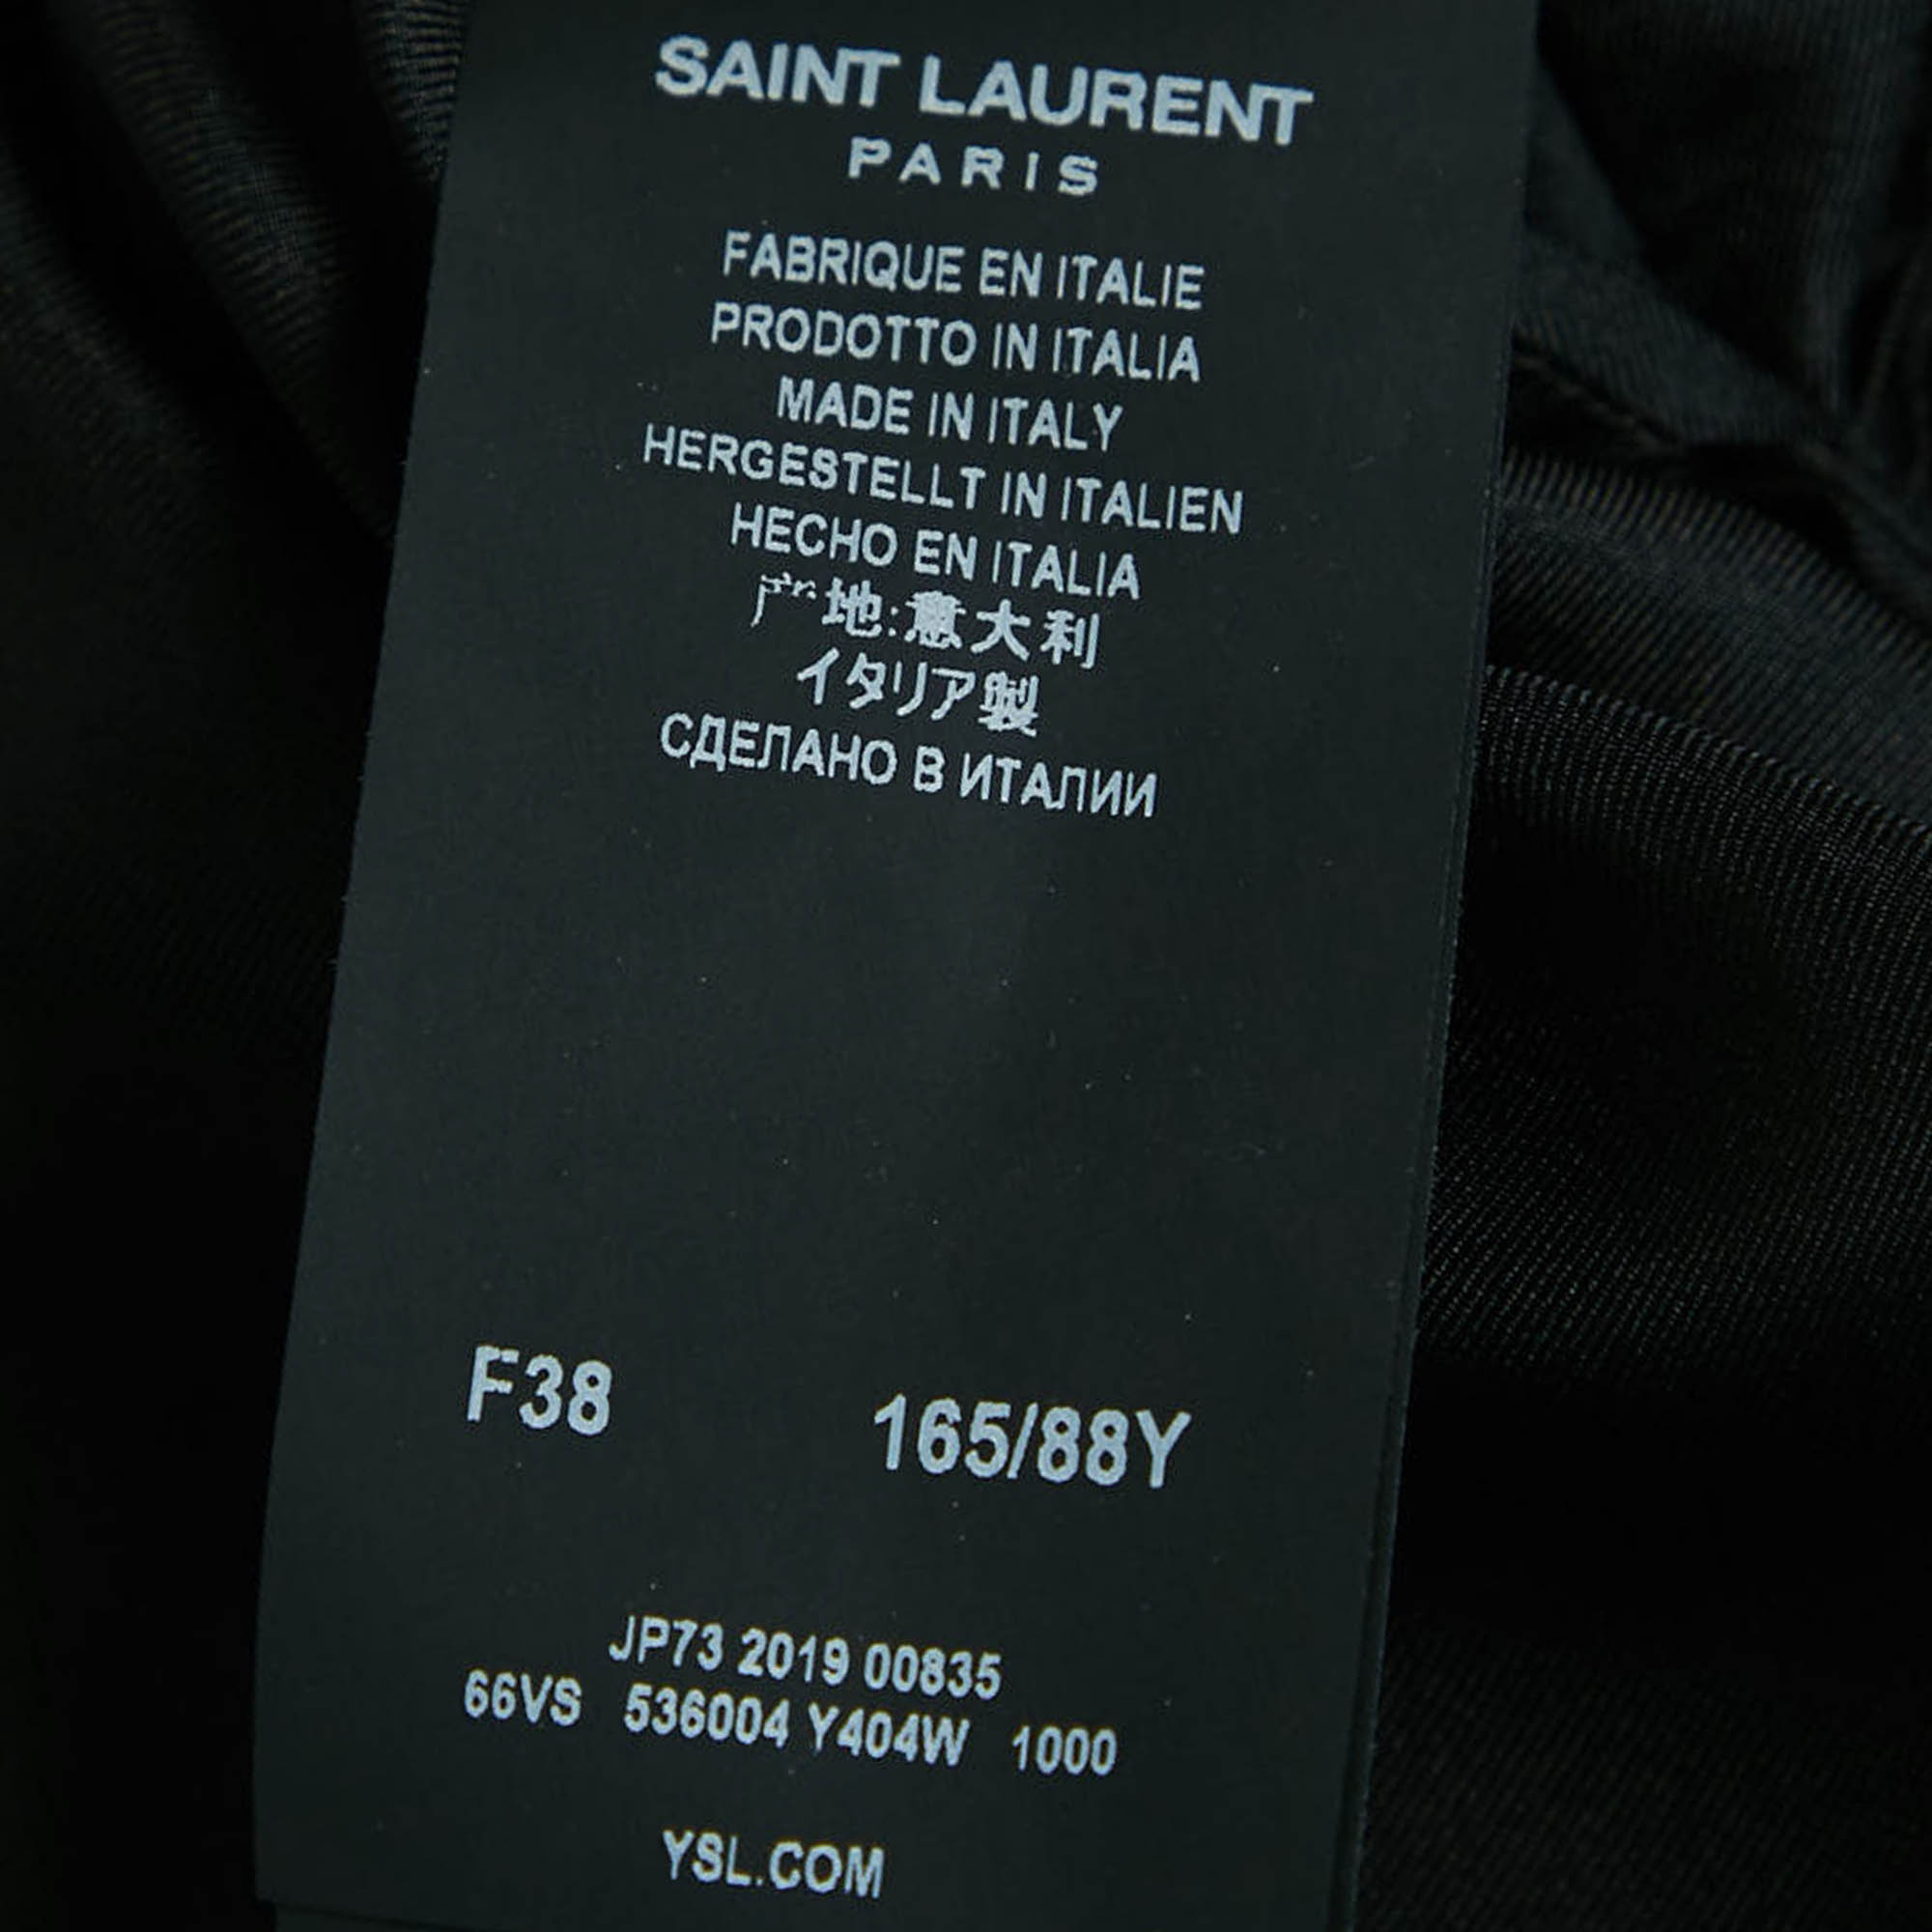 SAINT LAURENT
PARIS
FABRIQUE EN ITALIE
PRODOTTO IN ITALIA
MADE IN ITALY
HERGESTELLT IN ITALIEN
HECHO EN ITALIA
产地:意大利
イタリア製
СДЕЛАНО В ИТАЛИИ
F38 165/88Y
JP73 2019 00835
66VS 536004 Y404W 1000
YSL.COM